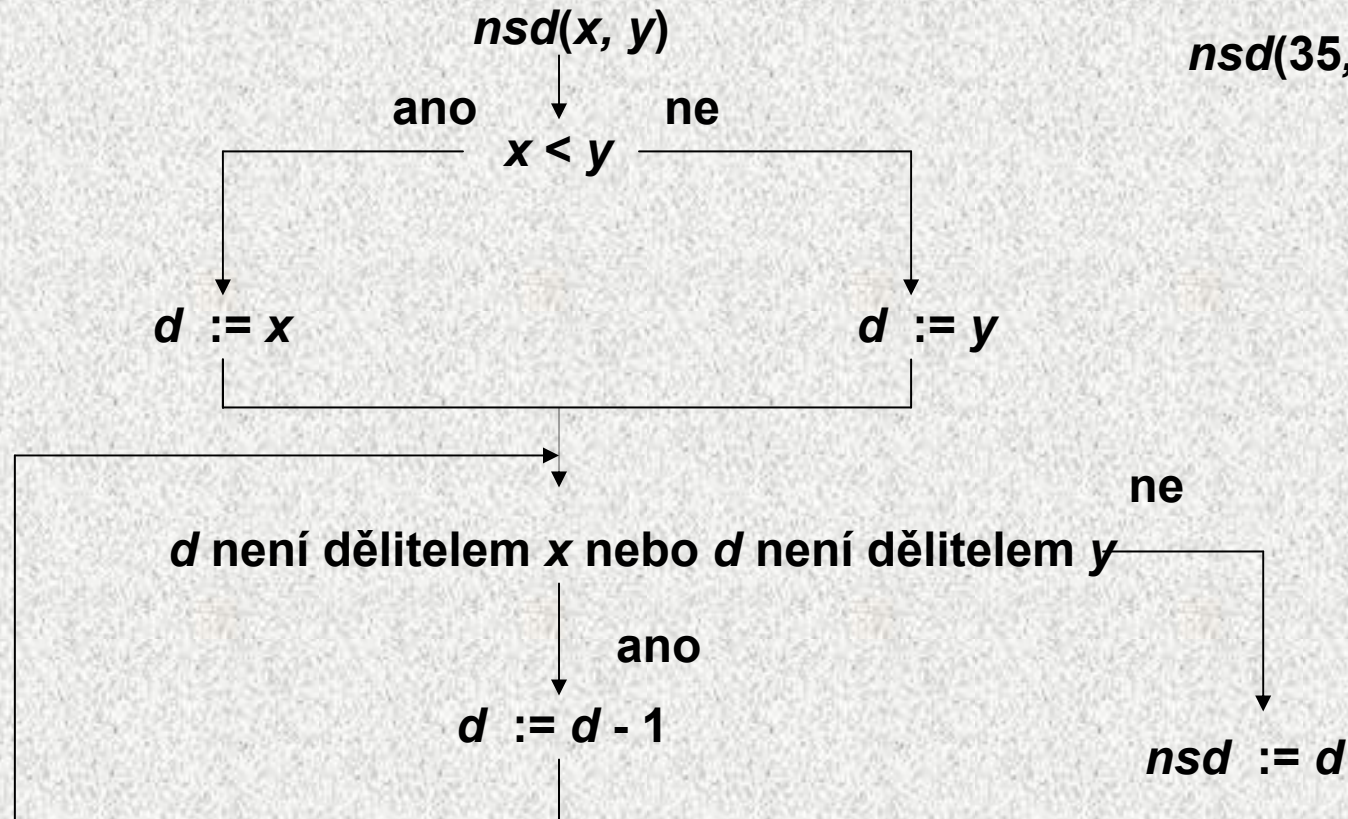 nsd(x, y)
nsd(35,
ano
ne
x < y
d := x
d := y
ne
d není dělitelem x nebo d není dělitelem y
ano
d := d - 1
nsd := d